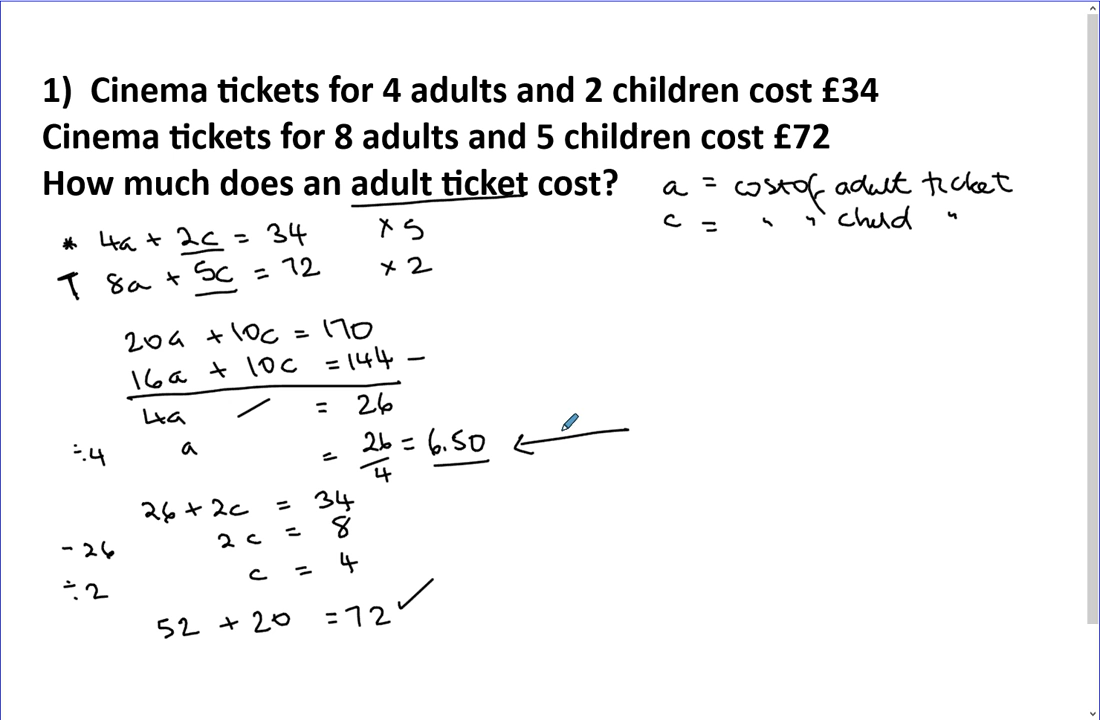 1) Cinema tickets for 4 adults and 2 children cost £34
Cinema tickets for 8 adults and 5 children cost £72
How much does an adult ticket cost?
a = cost of adult ticket
c = " " child "
* 4a + 2c = 34 × 5
† 8a + 5c = 72 × 2
20a + 10c = 170
16a + 10c = 144 −
4a / = 26
÷4 a = 26/4 = 6.50 ←
26 + 2c = 34
−26 2c = 8
÷2 c = 4
52 + 20 = 72 ✓